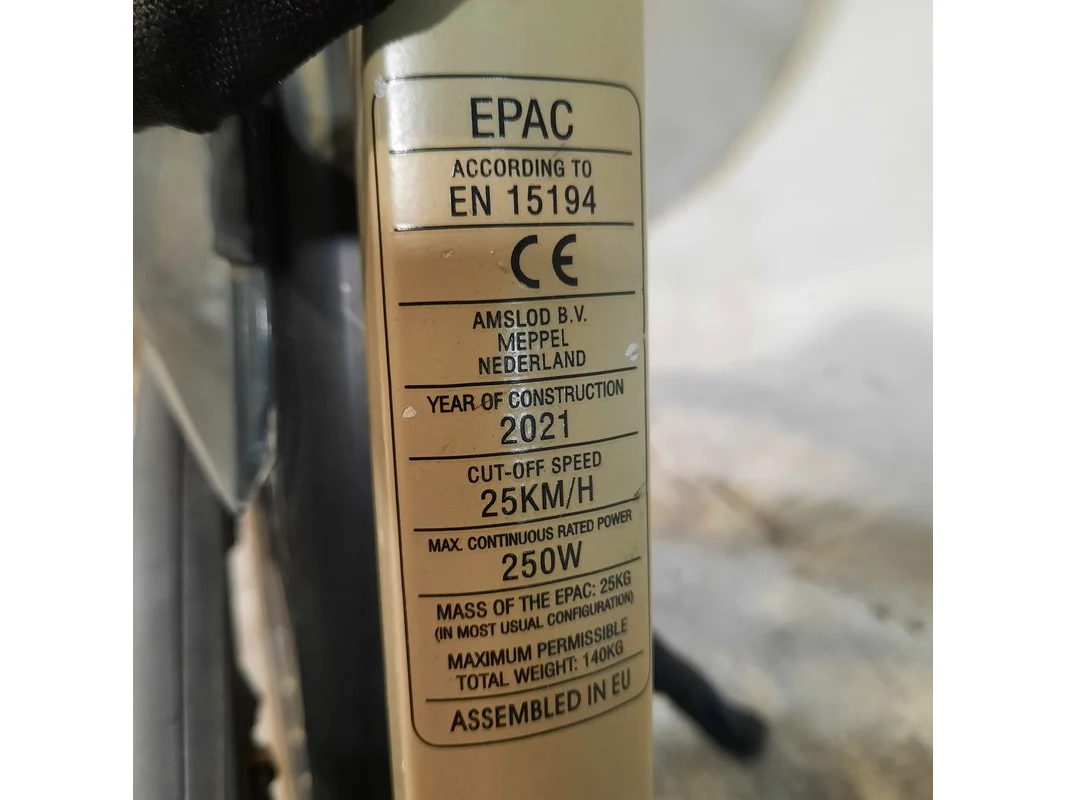 EPAC
ACCORDING TO
EN 15194
CE
AMSLOD B.V.
MEPPEL
NEDERLAND
YEAR OF CONSTRUCTION
2021
CUT-OFF SPEED
25KM/H
MAX. CONTINUOUS RATED POWER
250W
MASS OF THE EPAC: 25KG
(IN MOST USUAL CONFIGURATION)
MAXIMUM PERMISSIBLE
TOTAL WEIGHT: 140KG
ASSEMBLED IN EU